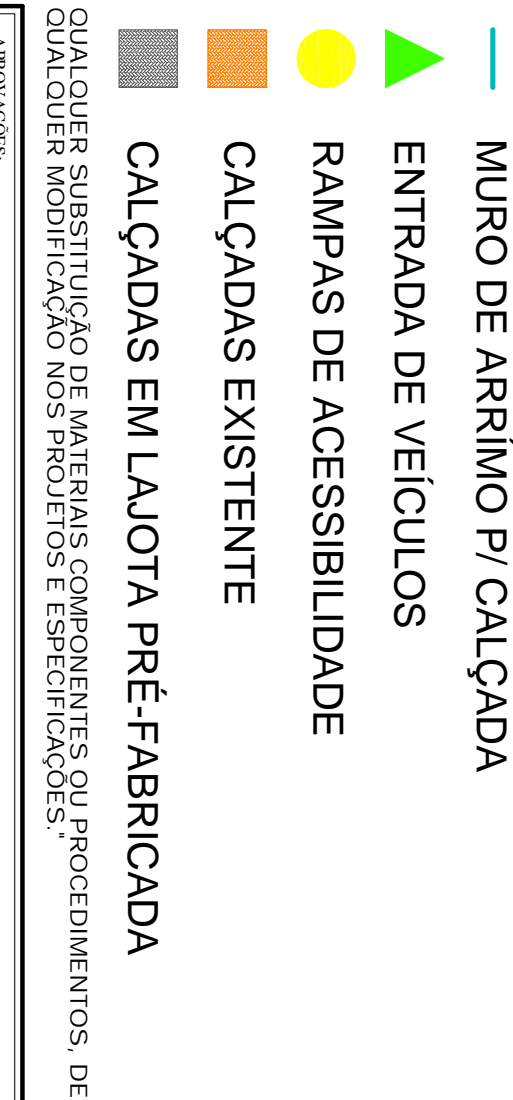 MURO DE ARRÍMO P/ CALÇADA
ENTRADA DE VEÍCULOS
RAMPAS DE ACESSIBILIDADE
CALÇADAS EXISTENTE
CALÇADAS EM LAJOTA PRÉ-FABRICADA
QUALQUER SUBSTITUIÇÃO DE MATERIAIS COMPONENTES OU PROCEDIMENTOS, DE
QUALQUER MODIFICAÇÃO NOS PROJETOS E ESPECIFICAÇÕES."
APROVAÇÕES: